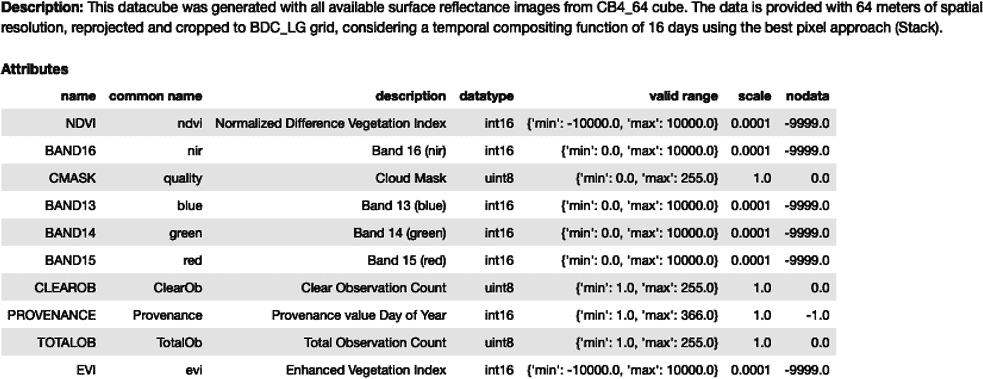 Description: This datacube was generated with all available surface reflectance images from CB4_64 cube. The data is provided with 64 meters of spatial
resolution, reprojected and cropped to BDC_LG grid, considering a temporal compositing function of 16 days using the best pixel approach (Stack).
Attributes
name common name description datatype valid range scale nodata
NDVI ndvi Normalized Difference Vegetation Index int16 {'min': -10000.0, 'max': 10000.0} 0.0001 -9999.0
BAND16 nir Band 16 (nir) int16 {'min': 0.0, 'max': 10000.0} 0.0001 -9999.0
CMASK quality Cloud Mask uint8 {'min': 0.0, 'max': 255.0} 1.0 0.0
BAND13 blue Band 13 (blue) int16 {'min': 0.0, 'max': 10000.0} 0.0001 -9999.0
BAND14 green Band 14 (green) int16 {'min': 0.0, 'max': 10000.0} 0.0001 -9999.0
BAND15 red Band 15 (red) int16 {'min': 0.0, 'max': 10000.0} 0.0001 -9999.0
CLEAROB ClearOb Clear Observation Count uint8 {'min': 1.0, 'max': 255.0} 1.0 0.0
PROVENANCE Provenance Provenance value Day of Year int16 {'min': 1.0, 'max': 366.0} 1.0 -1.0
TOTALOB TotalOb Total Observation Count uint8 {'min': 1.0, 'max': 255.0} 1.0 0.0
EVI evi Enhanced Vegetation Index int16 {'min': -10000.0, 'max': 10000.0} 0.0001 -9999.0